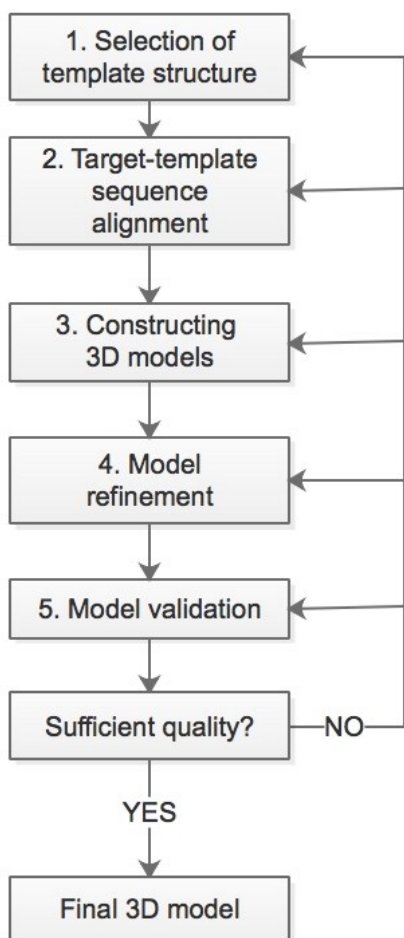 1. Selection of
template structure
2. Target-template
sequence
alignment
3. Constructing
3D models
4. Model
refinement
5. Model validation
Sufficient quality?
NO
YES
Final 3D model